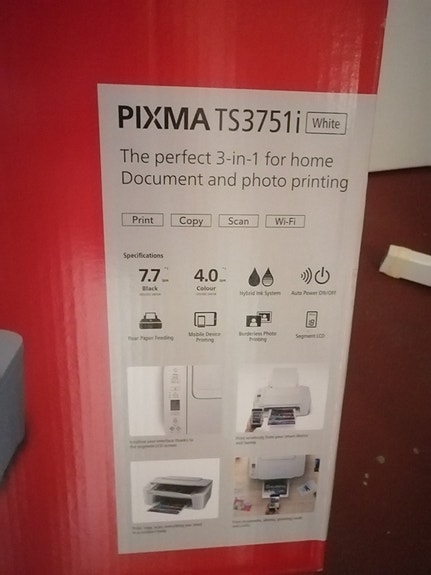 PIXMA TS3751i White
The perfect 3-in-1 for home
Document and photo printing
Print Copy Scan Wi-Fi
Specifications
7.7
Black
4.0
Colour
Hybrid Ink System
Auto Power ON/OFF
Rear Paper Feeding
Mobile Device
Printing
Borderless Photo
Printing
Segment LCD